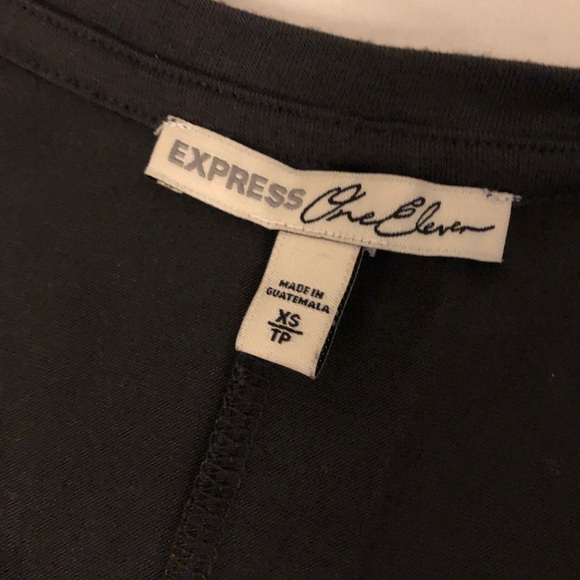 EXPRESS One Eleven
MADE IN
GUATEMALA
XS
TP